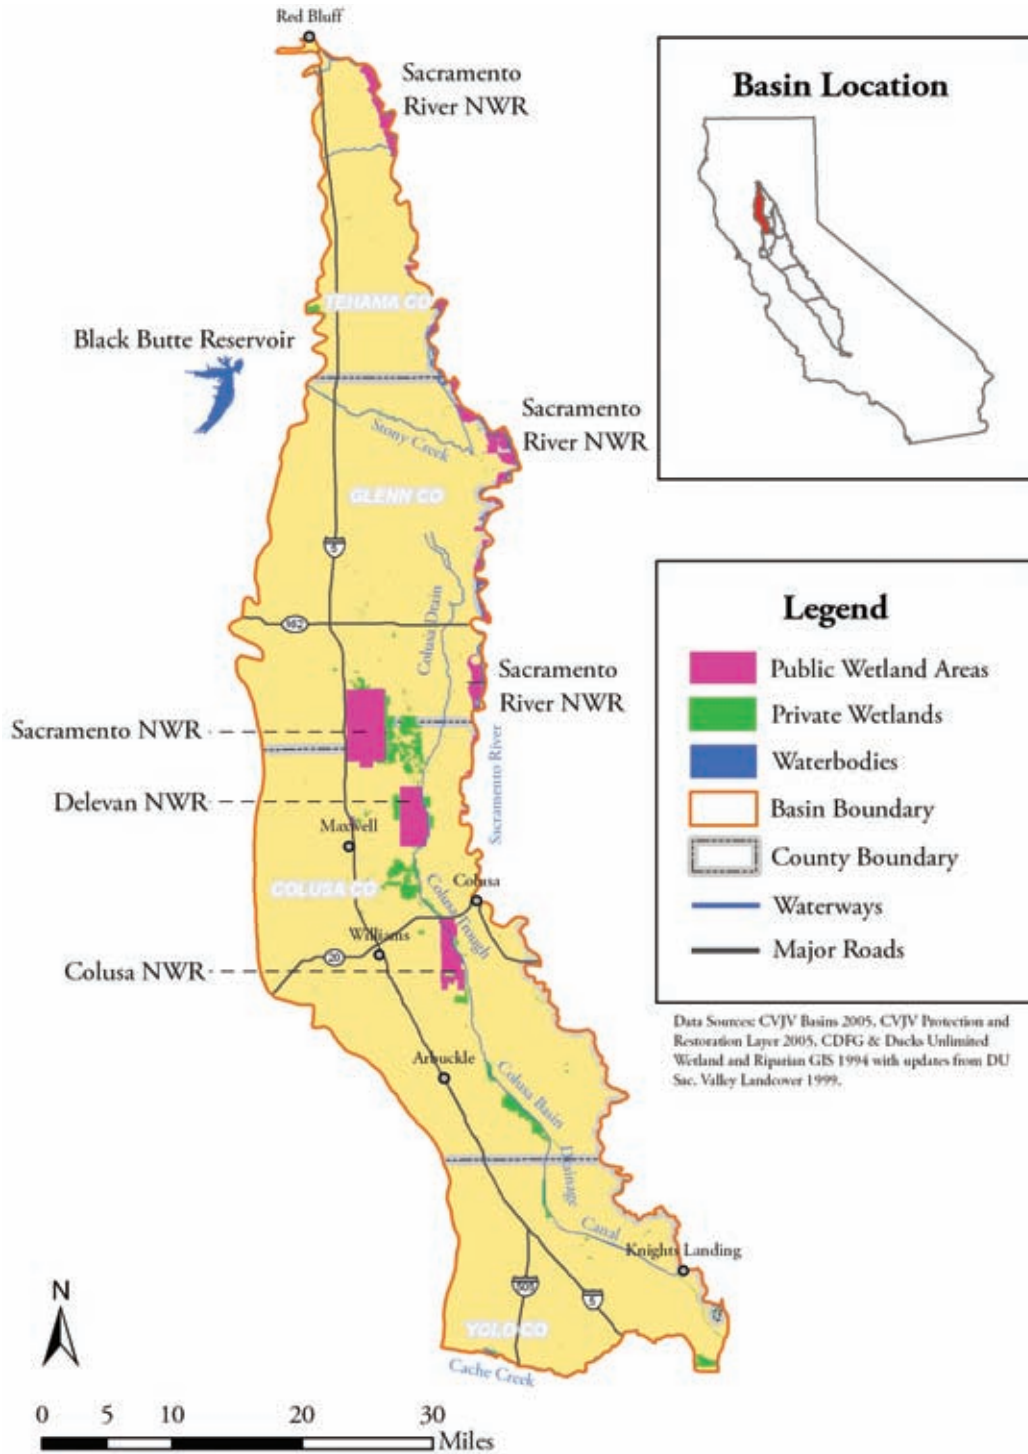 Red Bluff
Sacramento
River NWR
Basin Location
TEHAMA CO
Black Butte Reservoir
Sacramento
River NWR
Stony Creek
GLENN CO
5
Colusa Drain
162
Legend
Public Wetland Areas
Private Wetlands
Waterbodies
Basin Boundary
County Boundary
Waterways
Major Roads
Sacramento
River NWR
Sacramento NWR
Sacramento River
Delevan NWR
Maxwell
COLUSA CO
Colusa
Colusa Trough
Williams
20
Colusa NWR
Data Sources: CVJV Basins 2005, CVJV Protection and
Restoration Layer 2005, CDFG & Ducks Unlimited
Wetland and Riparian GIS 1994 with updates from DU
Sac. Valley Landcover 1999.
Arbuckle
Colusa Basin
Drainage
Canal
Knights Landing
505
5
YOLO CO
Cache Creek
N
0 5 10 20 30
Miles